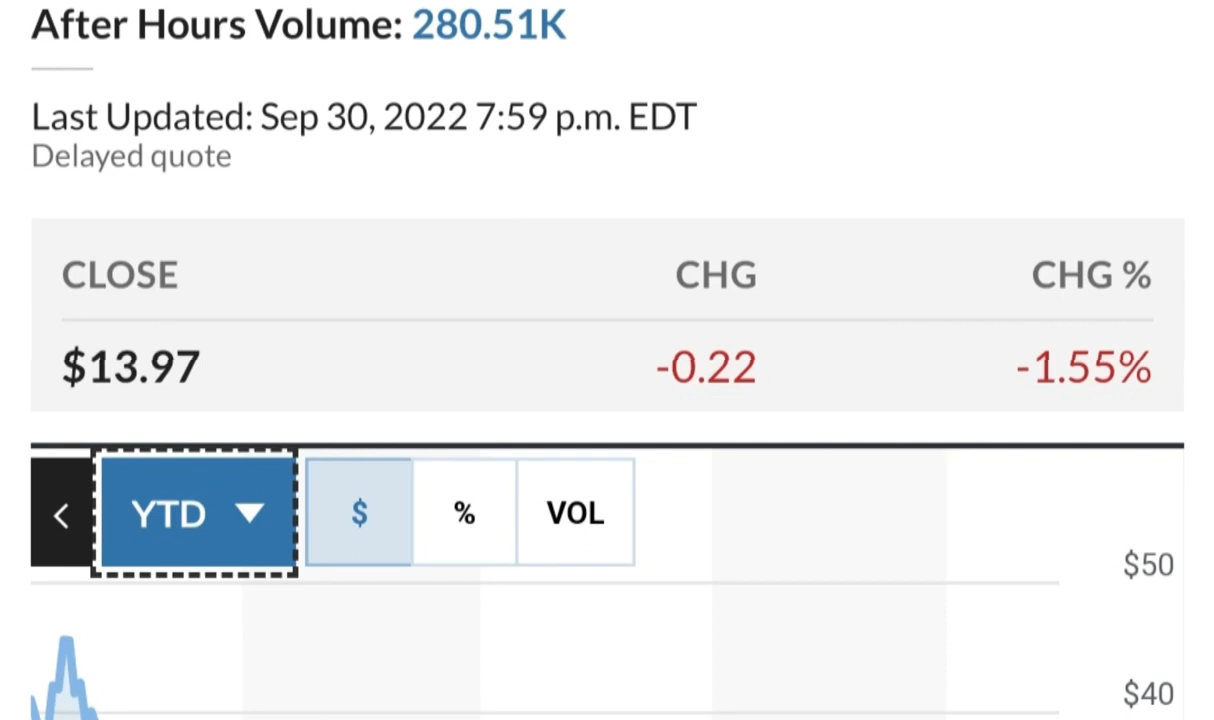 After Hours Volume: 280.51K
Last Updated: Sep 30, 2022 7:59 p.m. EDT
Delayed quote
CLOSE CHG CHG %
$13.97 -0.22 -1.55%
< YTD ▼ $ % VOL
$50
$40